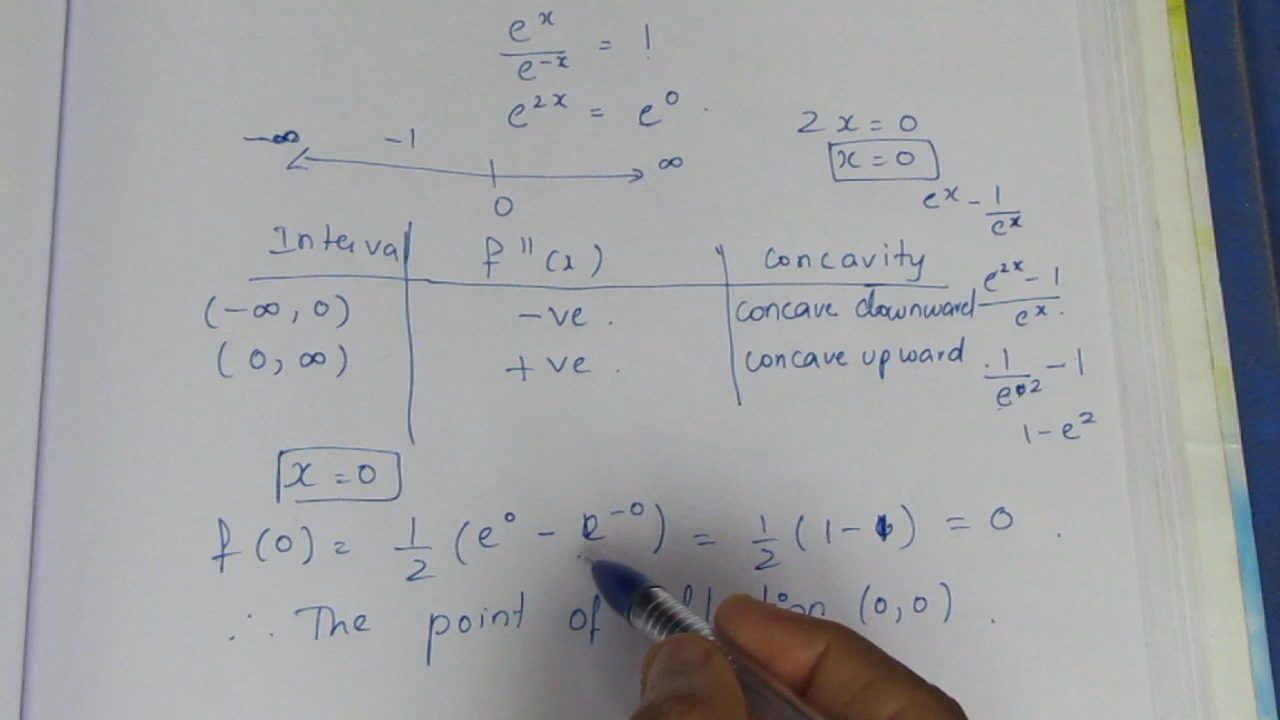 e^x / e^-x = 1
e^2x = e^0 .
2x = 0
-∞ -1 0 ∞
x = 0
e^x - 1/e^x
Interval f''(x) concavity
e^2x - 1 / e^x .
(-∞, 0) -ve . concave downward
(0, ∞) +ve . concave upward
1/e^2 - 1
1 - e^2
x = 0
f(0) = 1/2 (e^0 - e^-0) = 1/2 (1 - 1) = 0 .
∴ The point of (0,0) .